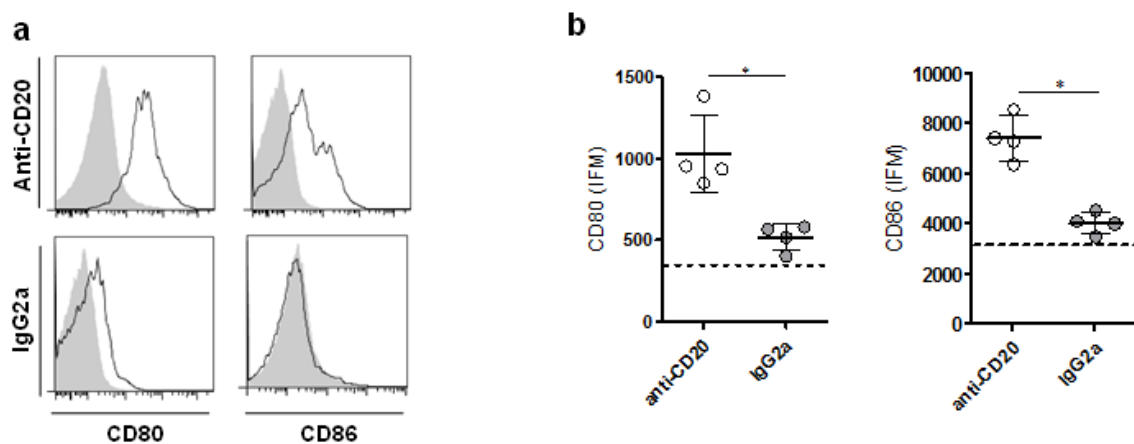 a
Anti-CD20
IgG2a
CD80
CD86
b
CD80 (IFM)
1500
1000
500
0
*
anti-CD20
IgG2a
CD86 (IFM)
10000
8000
6000
4000
2000
0
*
anti-CD20
IgG2a